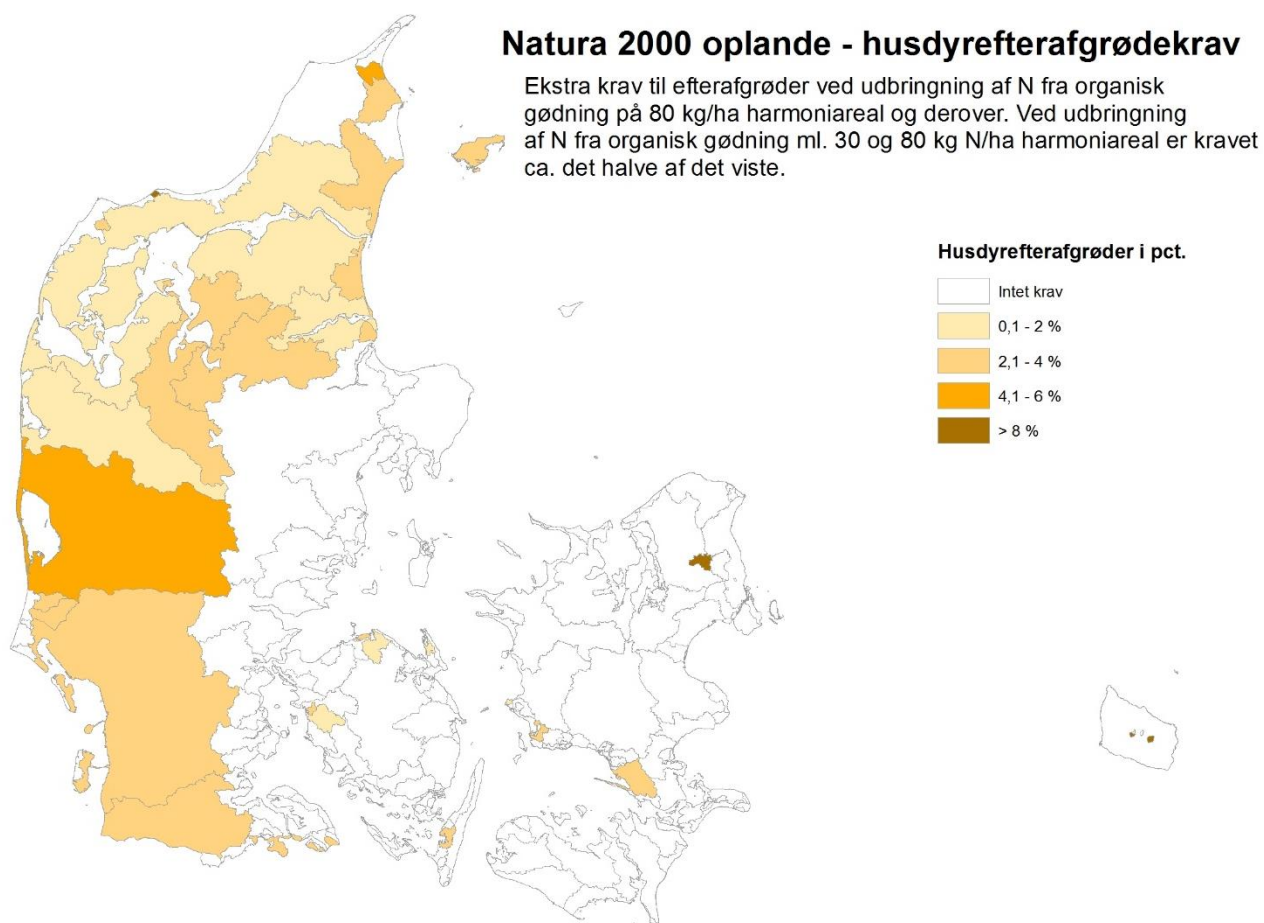 Natura 2000 oplande - husdyrefterafgrødekrav
Ekstra krav til efterafgrøder ved udbringning af N fra organisk
gødning på 80 kg/ha harmoniareal og derover. Ved udbringning
af N fra organisk gødning ml. 30 og 80 kg N/ha harmoniareal er kravet
ca. det halve af det viste.
Husdyrefterafgrøder i pct.
Intet krav
0,1 - 2 %
2,1 - 4 %
4,1 - 6 %
> 8 %